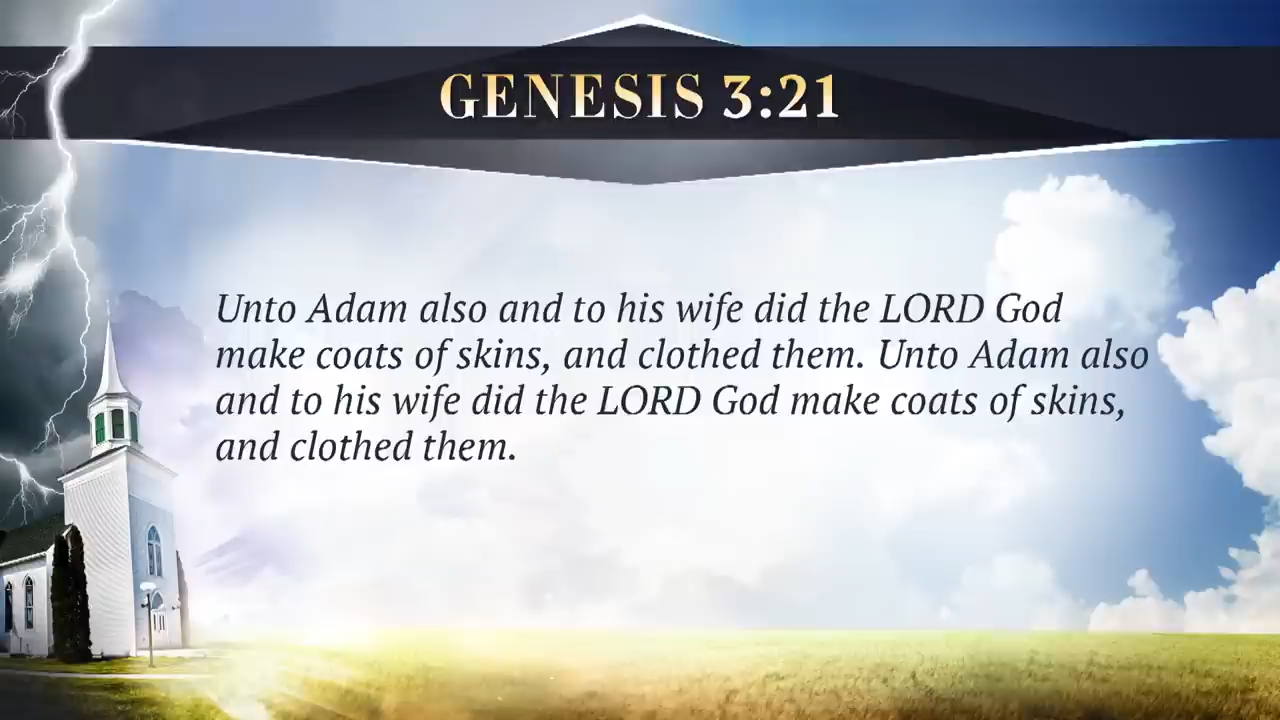 GENESIS 3:21
Unto Adam also and to his wife did the LORD God
make coats of skins, and clothed them. Unto Adam also
and to his wife did the LORD God make coats of skins,
and clothed them.